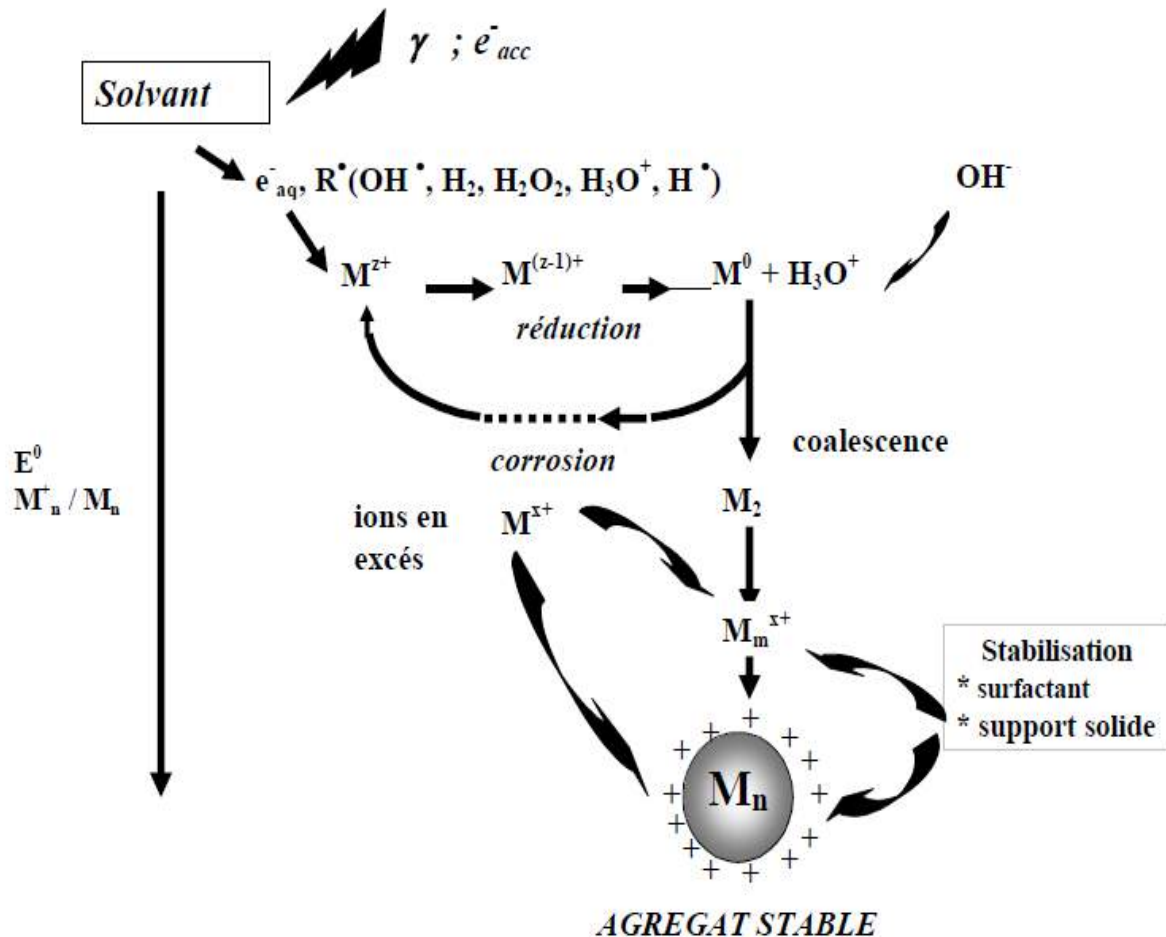 γ ; e⁻acc
Solvant
e⁻aq, R•(OH •, H₂, H₂O₂, H₃O⁺, H•)
OH⁻
Mᶻ⁺
M⁽ᶻ⁻¹⁾⁺
M⁰ + H₃O⁺
réduction
coalescence
corrosion
E⁰
M⁺n / Mn
ions en
excés
Mˣ⁺
M₂
Mmˣ⁺
Stabilisation
* surfactant
* support solide
+ + + + + + + + + + + + + + + + +
Mn
AGREGAT STABLE